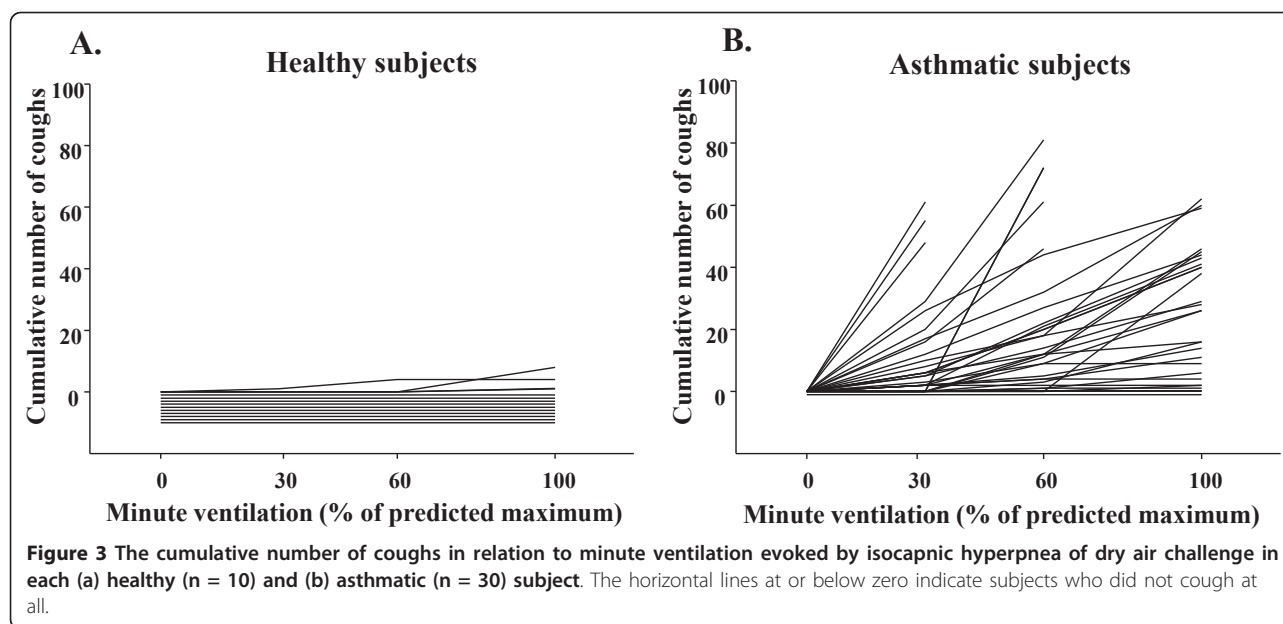 A.
Healthy subjects
Cumulative number of coughs
100
80
60
40
20
0
0 30 60 100
Minute ventilation (% of predicted maximum)
B.
Asthmatic subjects
Cumulative number of coughs
100
80
60
40
20
0
0 30 60 100
Minute ventilation (% of predicted maximum)
Figure 3 The cumulative number of coughs in relation to minute ventilation evoked by isocapnic hyperpnea of dry air challenge in
each (a) healthy (n = 10) and (b) asthmatic (n = 30) subject. The horizontal lines at or below zero indicate subjects who did not cough at
all.